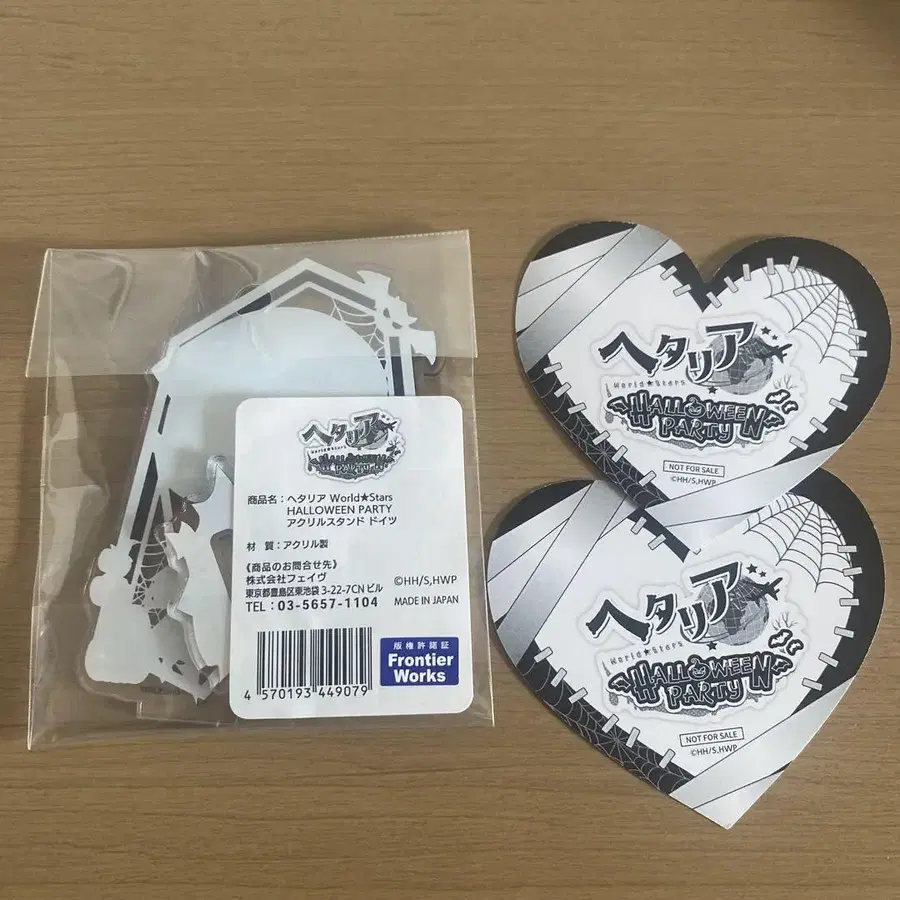 ヘタリア
World★Stars
HALLOWEEN
PARTY
商品名：ヘタリア World★Stars
HALLOWEEN PARTY
アクリルスタンド ドイツ
材 質：アクリル製
《商品のお問合せ先》
株式会社フェイヴ
東京都豊島区東池袋 3-22-7CN ビル
TEL：03-5657-1104
©HH/S,HWP
MADE IN JAPAN
4 570193 449079
版権許諾証
Frontier
Works
ヘタリア
World★Stars
HALLOWEEN
PARTY
NOT FOR SALE
©HH/S,HWP
ヘタリア
World★Stars
HALLOWEEN
PARTY
NOT FOR SALE
©HH/S,HWP